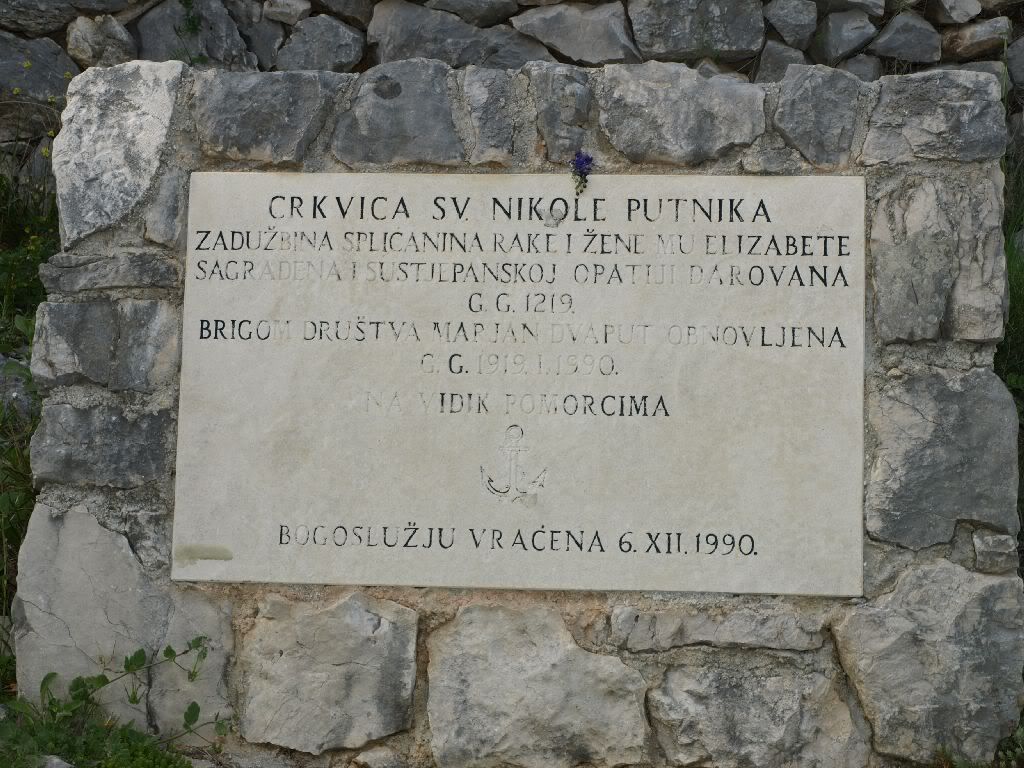 CRKVICA SV. NIKOLE PUTNIKA
ZADUŽBINA SPLIĆANINA RAKE I ŽENE MU ELIZABETE
SAGRAĐENA I SUSTJEPANSKOJ OPATIJI DAROVANA
G. G. 1219.
BRIGOM DRUŠTVA MARJAN DVAPUT OBNOVLJENA
G. G. 1919. I 1990.
NA VIDIK POMORCIMA
BOGOSLUŽJU VRAĆENA 6. XII. 1990.